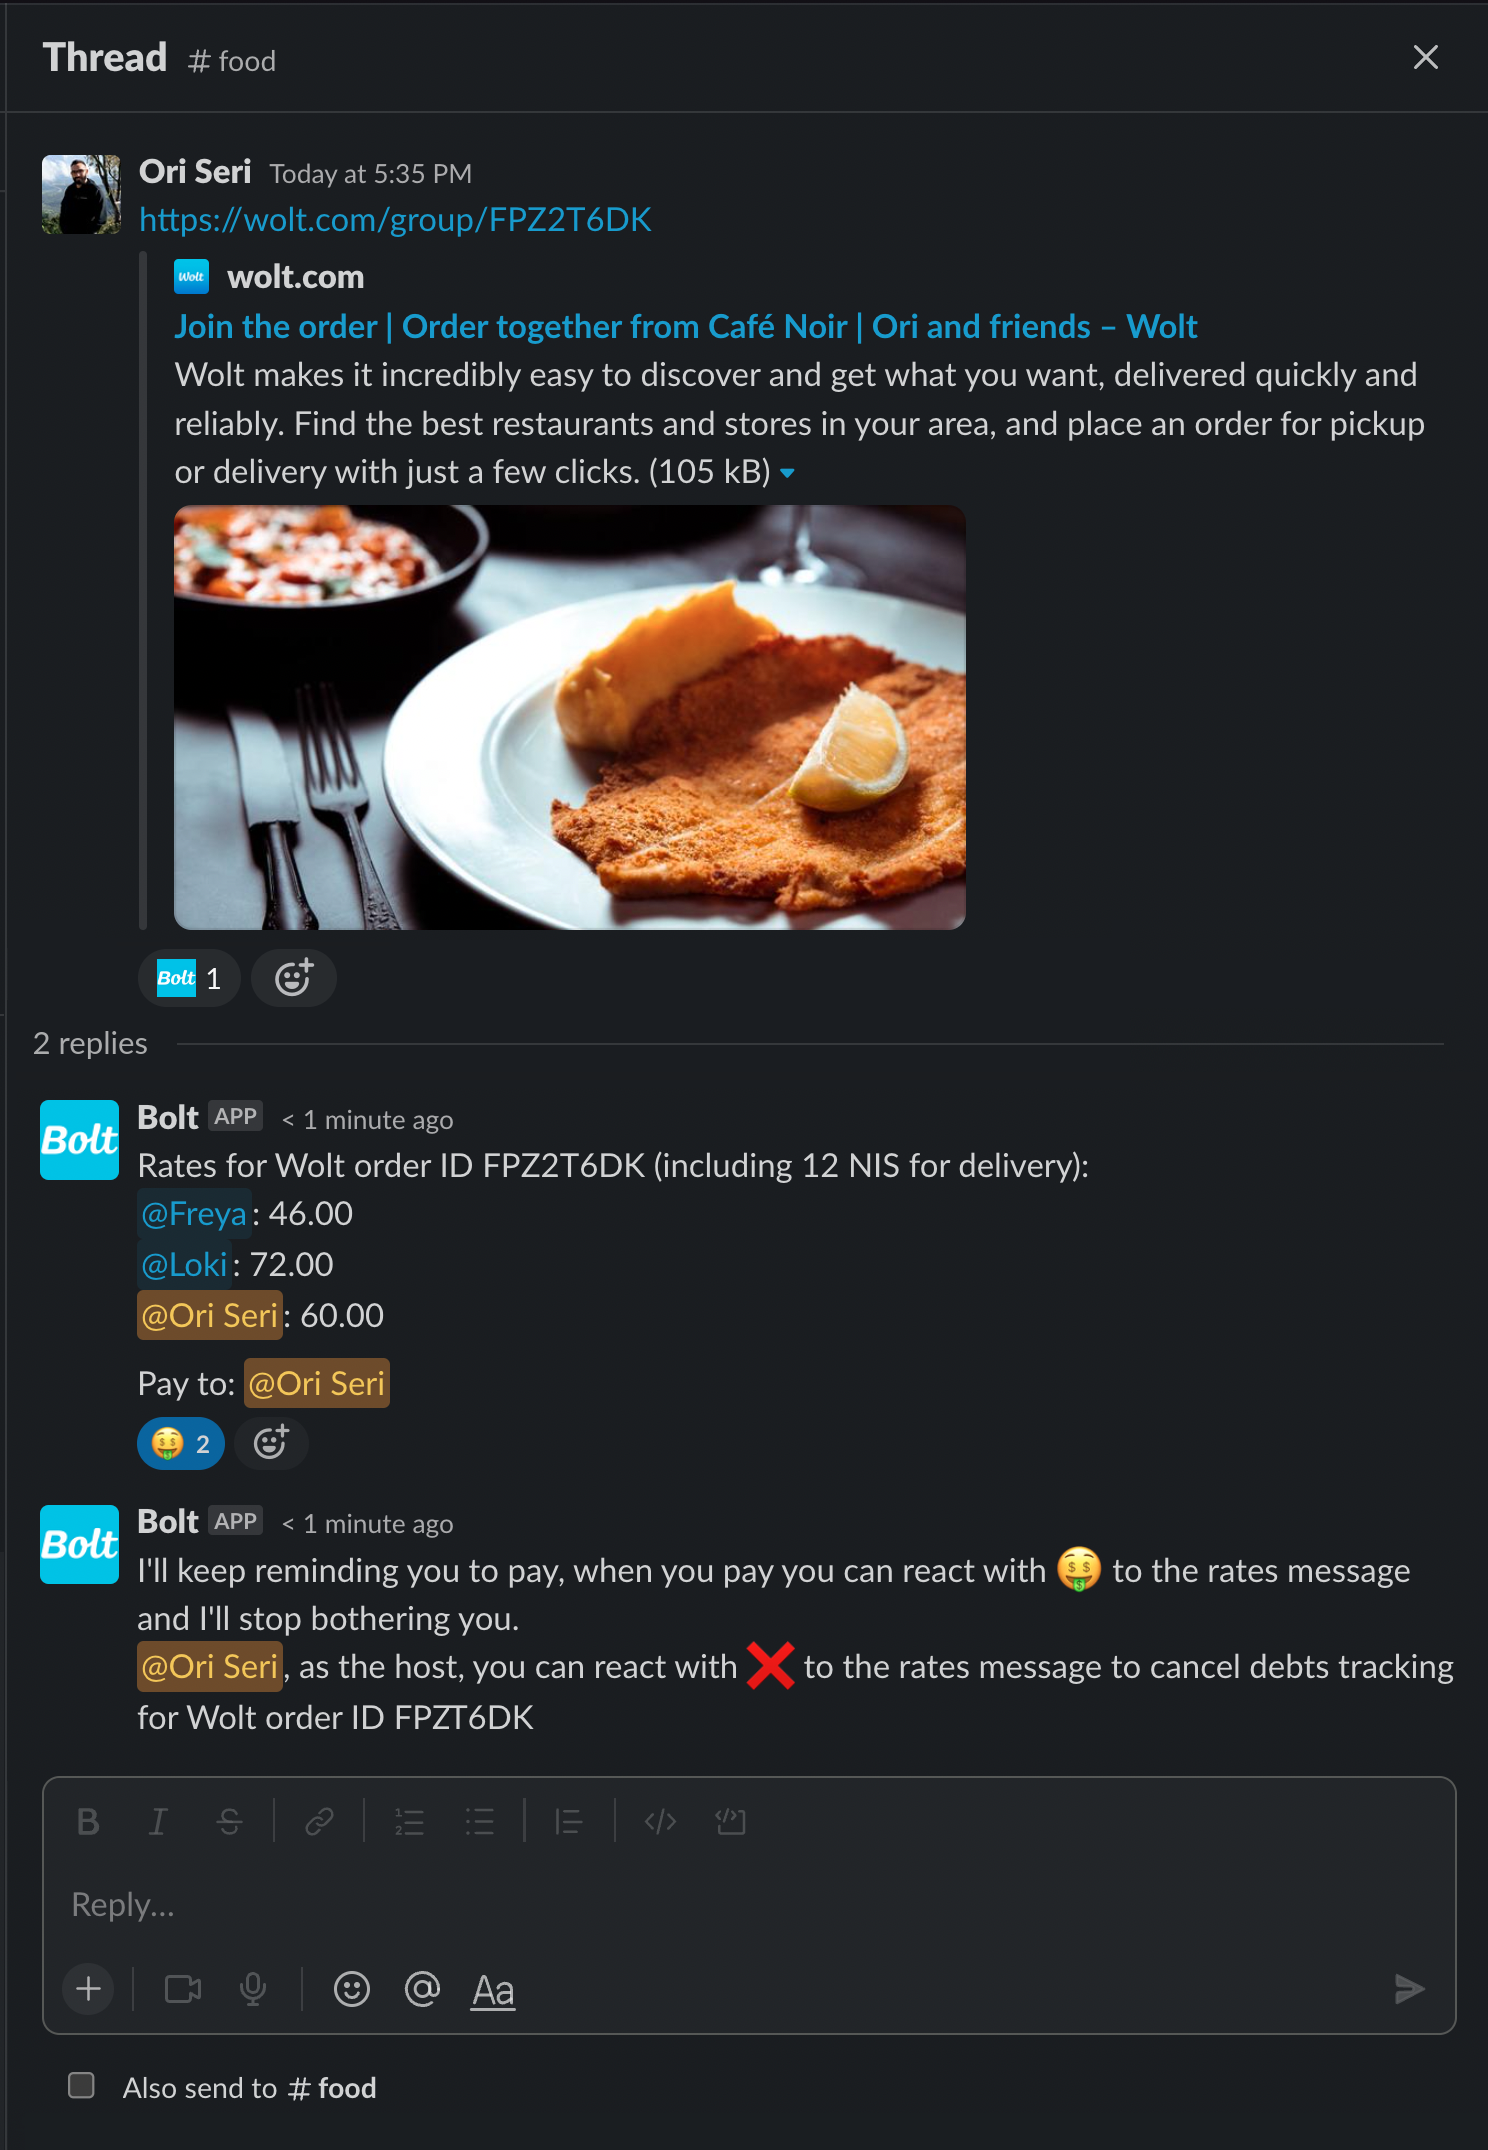 Thread # food
Ori Seri Today at 5:35 PM
https://wolt.com/group/FPZ2T6DK
Wolt wolt.com
Join the order | Order together from Café Noir | Ori and friends – Wolt
Wolt makes it incredibly easy to discover and get what you want, delivered quickly and
reliably. Find the best restaurants and stores in your area, and place an order for pickup
or delivery with just a few clicks. (105 kB)
Bolt 1
2 replies
Bolt
Bolt APP < 1 minute ago
Rates for Wolt order ID FPZ2T6DK (including 12 NIS for delivery):
@Freya: 46.00
@Loki: 72.00
@Ori Seri: 60.00
Pay to: @Ori Seri
🤑 2
Bolt
Bolt APP < 1 minute ago
I'll keep reminding you to pay, when you pay you can react with 🤑 to the rates message
and I'll stop bothering you.
@Ori Seri, as the host, you can react with ❌ to the rates message to cancel debts tracking
for Wolt order ID FPZT6DK
B I S
Reply...
+ @ Aa
Also send to # food